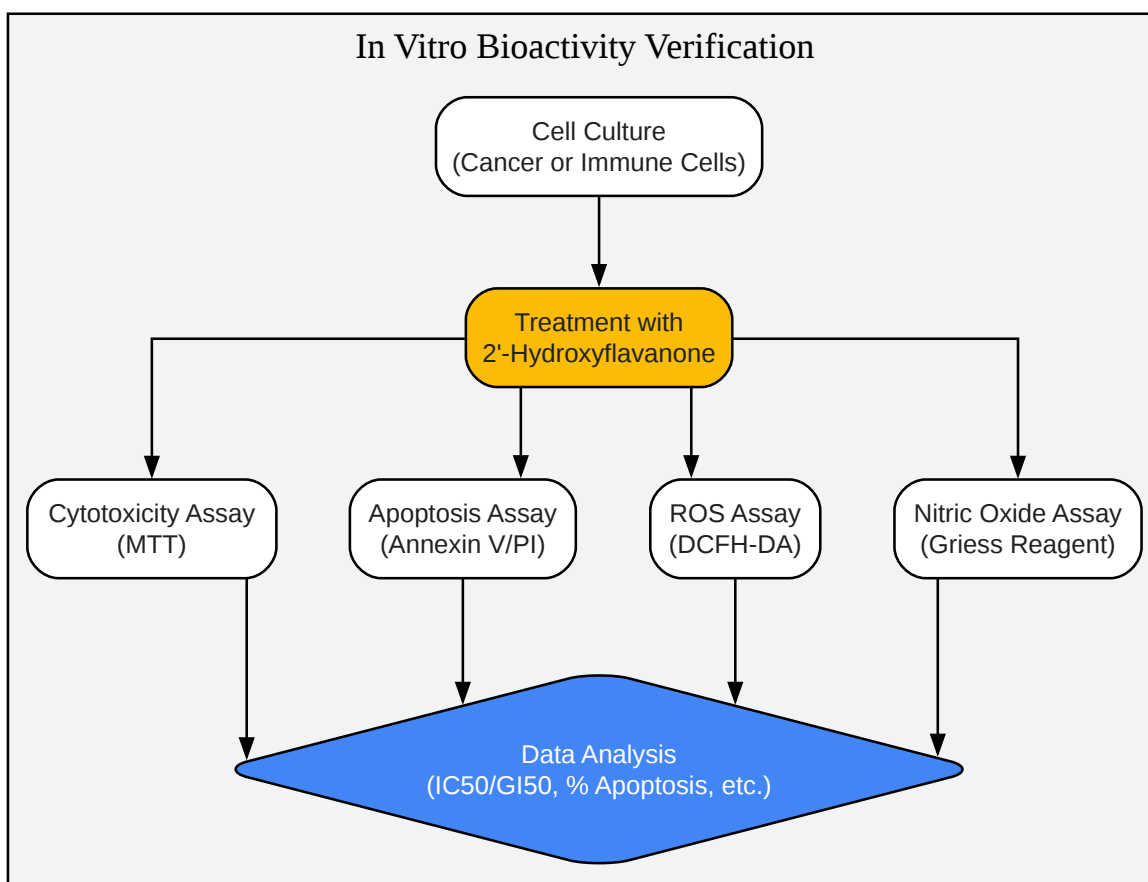 In Vitro Bioactivity Verification
Cell Culture
(Cancer or Immune Cells)
Treatment with
2'-Hydroxyflavanone
Cytotoxicity Assay
(MTT)
Apoptosis Assay
(Annexin V/PI)
ROS Assay
(DCFH-DA)
Nitric Oxide Assay
(Griess Reagent)
Data Analysis
(IC50/GI50, % Apoptosis, etc.)